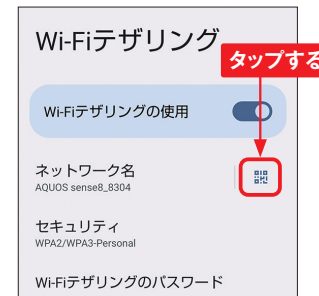 Wi-Fiテザリング
タップする
Wi-Fiテザリングの使用
ネットワーク名
AQUOS sense8_8304
セキュリティ
WPA2/WPA3-Personal
Wi-Fiテザリングのパスワード